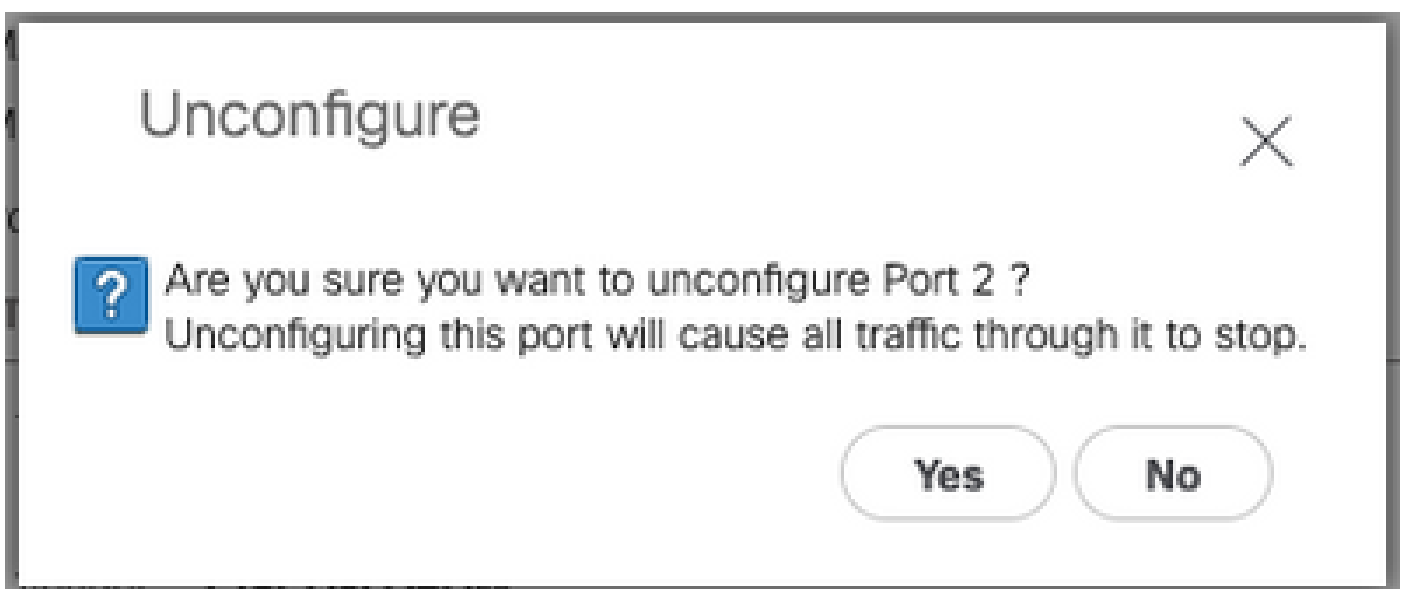 Unconfigure
Are you sure you want to unconfigure Port 2 ?
Unconfiguring this port will cause all traffic through it to stop.
Yes
No